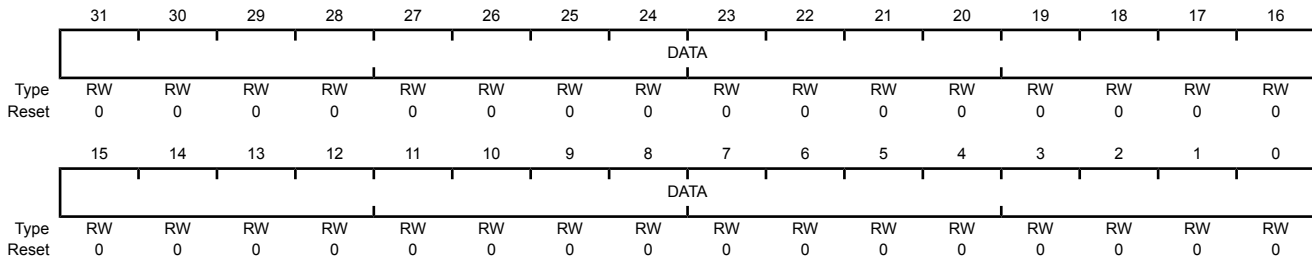 31 30 29 28 27 26 25 24 23 22 21 20 19 18 17 16
DATA
Type RW RW RW RW RW RW RW RW RW RW RW RW RW RW RW RW
Reset 0 0 0 0 0 0 0 0 0 0 0 0 0 0 0 0
15 14 13 12 11 10 9 8 7 6 5 4 3 2 1 0
DATA
Type RW RW RW RW RW RW RW RW RW RW RW RW RW RW RW RW
Reset 0 0 0 0 0 0 0 0 0 0 0 0 0 0 0 0